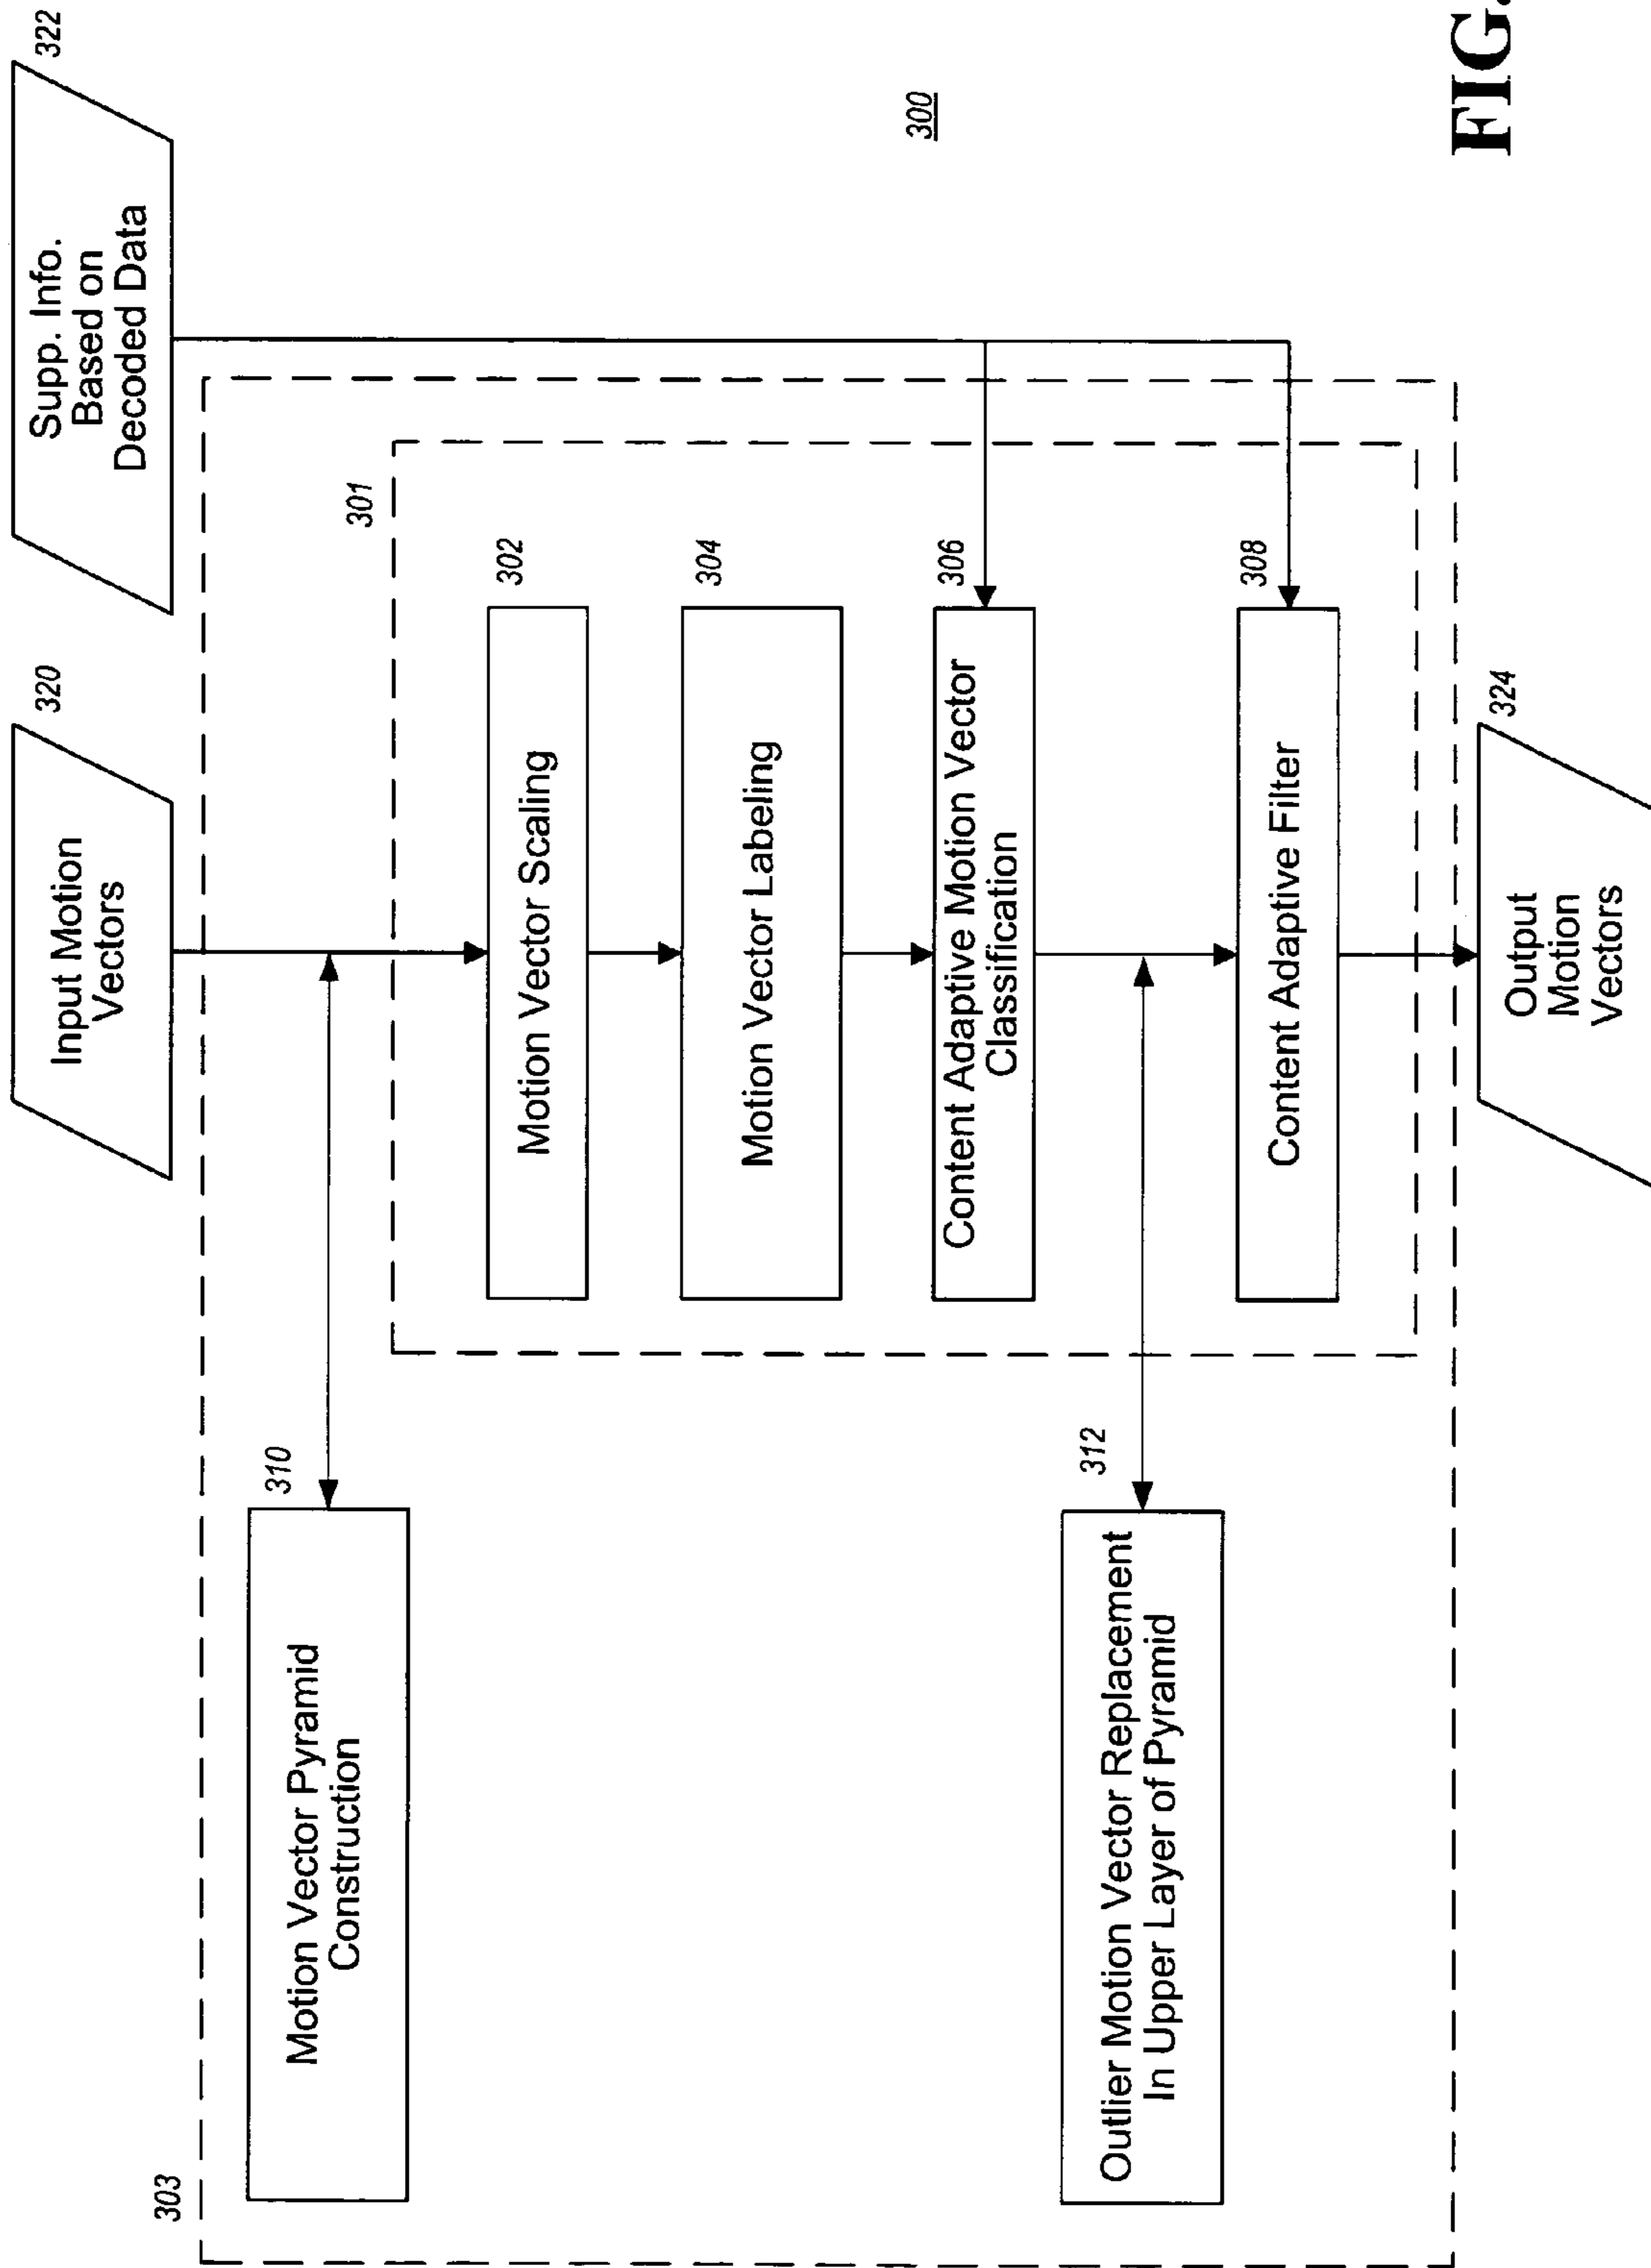 Input Motion
Vectors
320
Supp. Info.
Based on
Decoded Data
322
303
310
Motion Vector Pyramid
Construction
301
302
Motion Vector Scaling
304
Motion Vector Labeling
306
Content Adaptive Motion Vector
Classification
300
312
Outlier Motion Vector Replacement
In Upper Layer of Pyramid
308
Content Adaptive Filter
324
Output
Motion
Vectors
FIG.